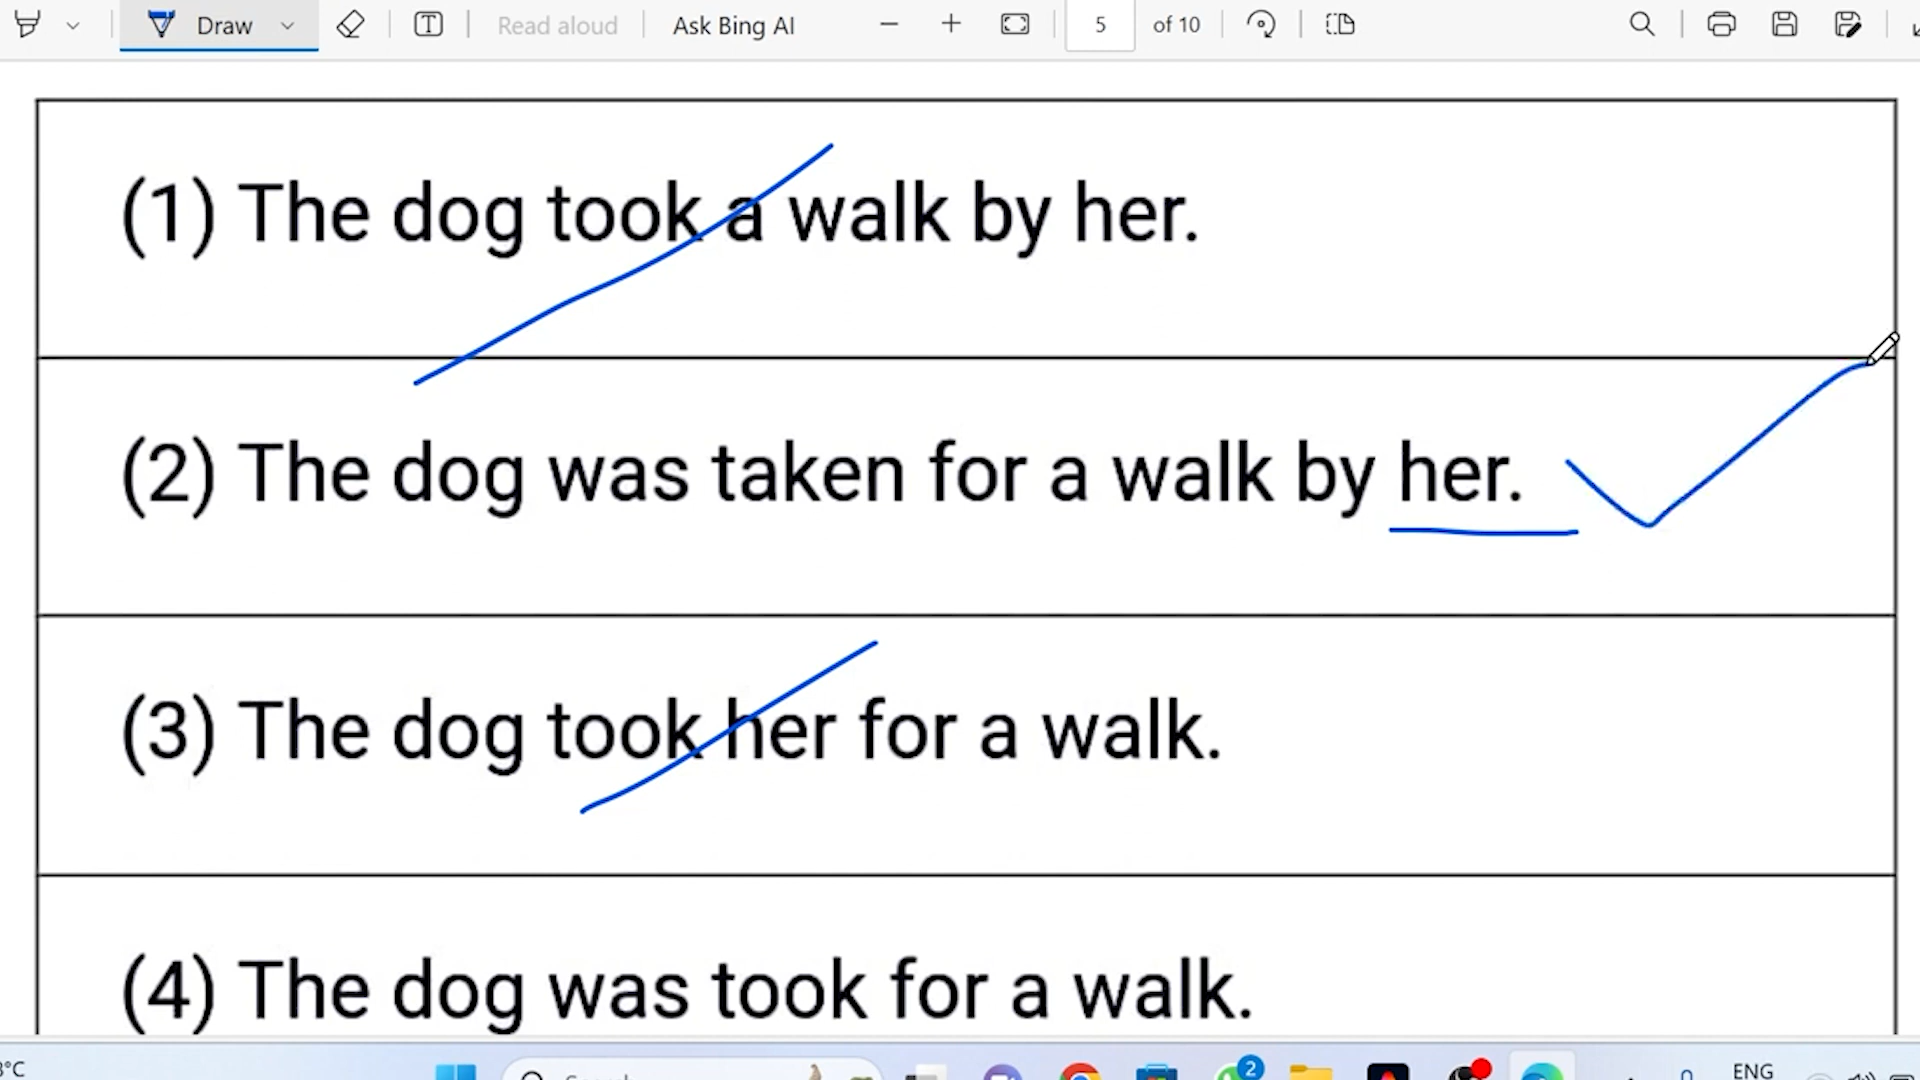 Draw
Read aloud
Ask Bing AI
5
of 10
(1) The dog took a walk by her.
(2) The dog was taken for a walk by her.
(3) The dog took her for a walk.
(4) The dog was took for a walk.
2
ENG